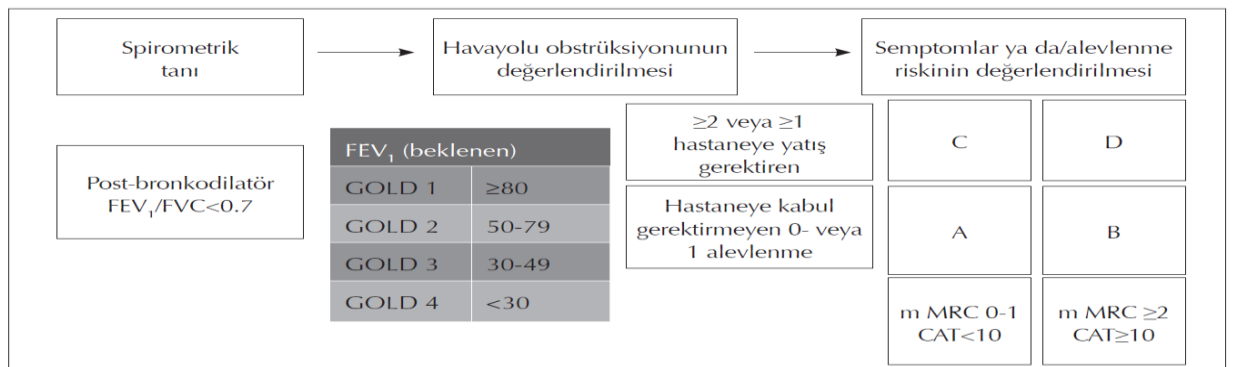 Spirometrik
tanı
Havayolu obstrüksiyonunun
değerlendirilmesi
Semptomlar ya da/alevlenme
riskinin değerlendirilmesi
Post-bronkodilatör
FEV₁/FVC<0.7
FEV₁ (beklenen)
GOLD 1 ≥80
GOLD 2 50-79
GOLD 3 30-49
GOLD 4 <30
≥2 veya ≥1
hastaneye yatış
gerektiren
Hastaneye kabul
gerektirmeyen 0- veya
1 alevlenme
C D
A B
m MRC 0-1
CAT<10
m MRC ≥2
CAT≥10